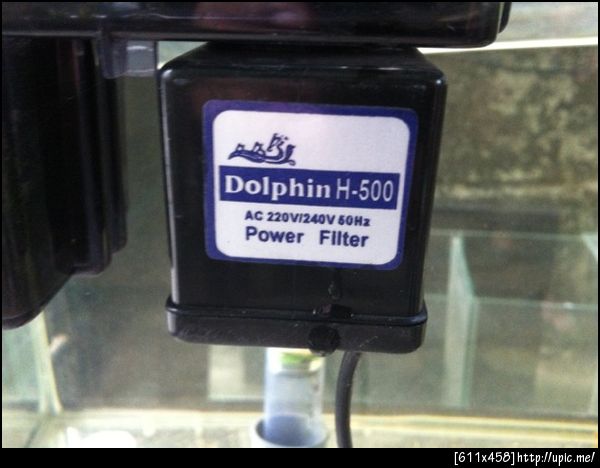 Dolphin H-500
AC 220V/240V 50Hz
Power Filter
[611x458]http://upic.me/